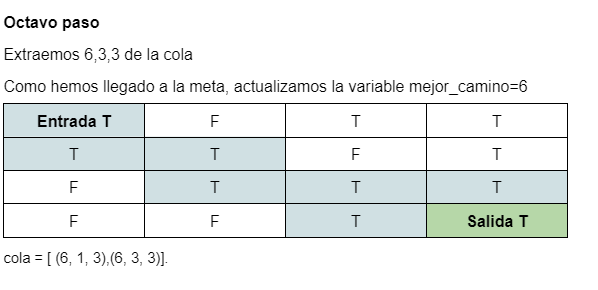 Octavo paso
Extraemos 6,3,3 de la cola
Como hemos llegado a la meta, actualizamos la variable mejor_camino=6
Entrada T F T T
T T F T
F T T T
F F T Salida T
cola = [ (6, 1, 3),(6, 3, 3)].